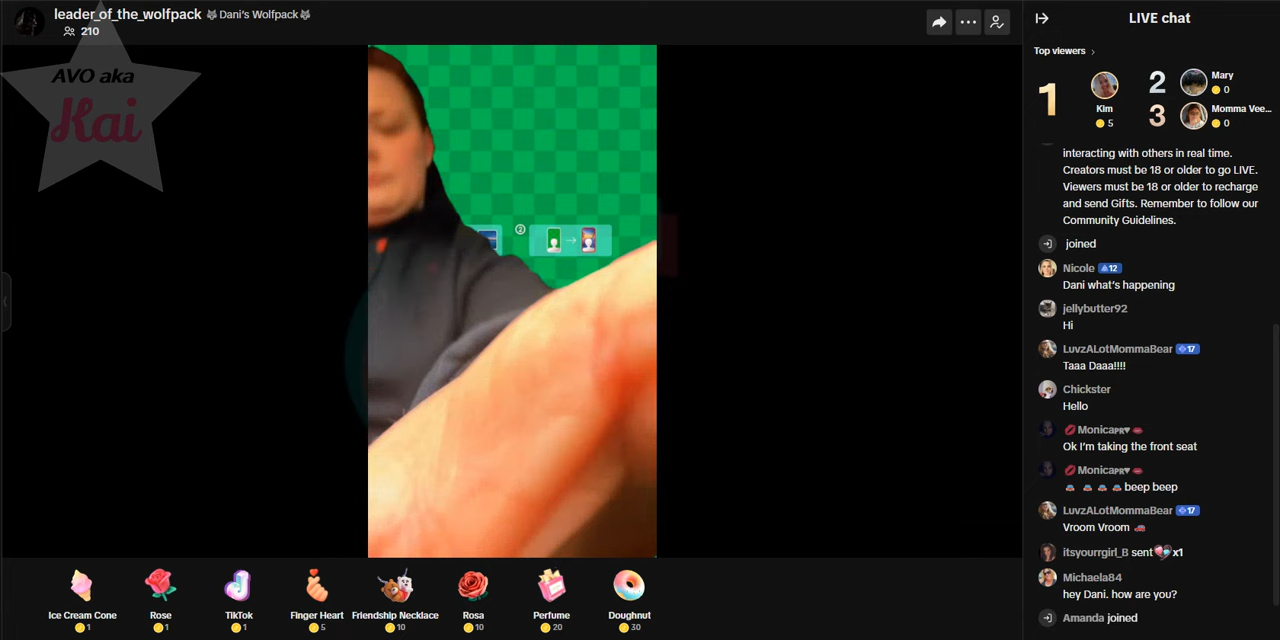 leader_of_the_wolfpack 🐺Dani's Wolfpack🐺
210
AVO aka
Kai
LIVE chat
Top viewers
1
Kim
5
2
Mary
0
3
Momma Vee...
0
interacting with others in real time.
Creators must be 18 or older to go LIVE.
Viewers must be 18 or older to recharge
and send Gifts. Remember to follow our
Community Guidelines.
joined
Nicole 12
Dani what's happening
jellybutter92
Hi
LuvzALotMommaBear 17
Taaa Daaa!!!!
Chickster
Hello
💋MonicaPR♥👄
Ok I'm taking the front seat
💋MonicaPR♥👄
🚘 🚘 🚘 🚘 beep beep
LuvzALotMommaBear 17
Vroom Vroom 🚗
itsyourrgirl_B sent x1
Michaela84
hey Dani. how are you?
Amanda joined
2
Ice Cream Cone
1
Rose
1
TikTok
1
Finger Heart
5
Friendship Necklace
10
Rosa
10
Perfume
20
Doughnut
30